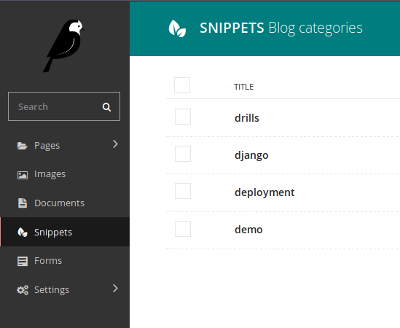 SNIPPETS Blog categories
Search
Pages
Images
Documents
Snippets
Forms
Settings
TITLE
drills
django
deployment
demo